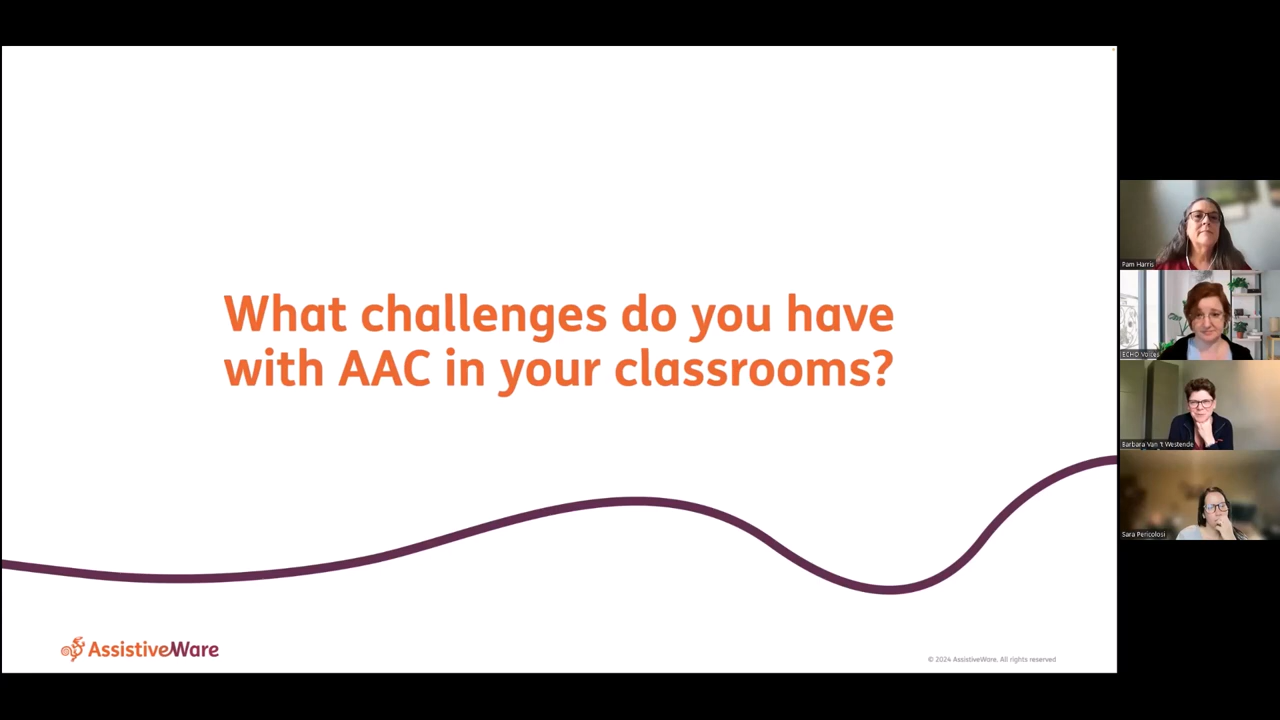 What challenges do you have
with AAC in your classrooms?
AssistiveWare
© 2024 AssistiveWare. All rights reserved
Pam Harris
ECHO Voices
Barbara Van 't Westende
Sara Pericolosi